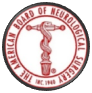 THE AMERICAN BOARD OF NEUROLOGICAL SURGERY
INC. 1940